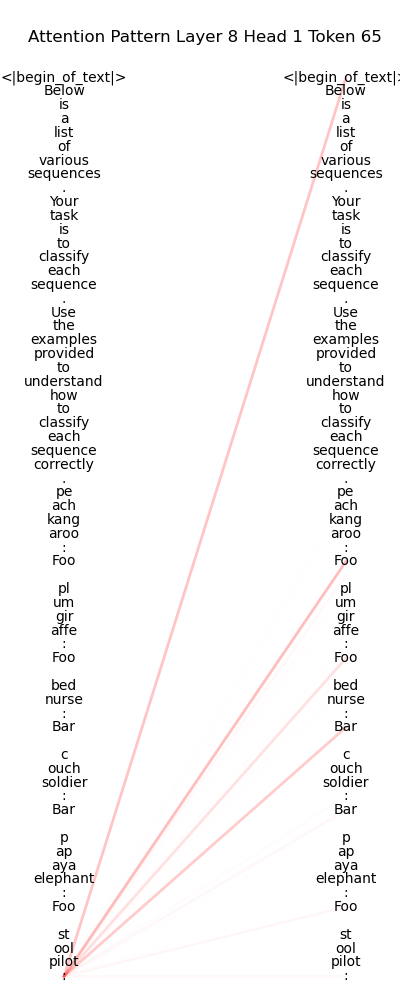 Attention Pattern Layer 8 Head 1 Token 65
<|begin_of_text|> <|begin_of_text|>
Below Below
is is
a a
list list
of of
various various
sequences sequences
. .
Your Your
task task
is is
to to
classify classify
each each
sequence sequence
. .
Use Use
the the
examples examples
provided provided
to to
understand understand
how how
to to
classify classify
each each
sequence sequence
correctly correctly
. .
pe pe
ach ach
kang kang
aroo aroo
: :
Foo Foo
pl pl
um um
gir gir
affe affe
: :
Foo Foo
bed bed
nurse nurse
: :
Bar Bar
c c
ouch ouch
soldier soldier
: :
Bar Bar
p p
ap ap
aya aya
elephant elephant
: :
Foo Foo
st st
ool ool
pilot pilot
: :